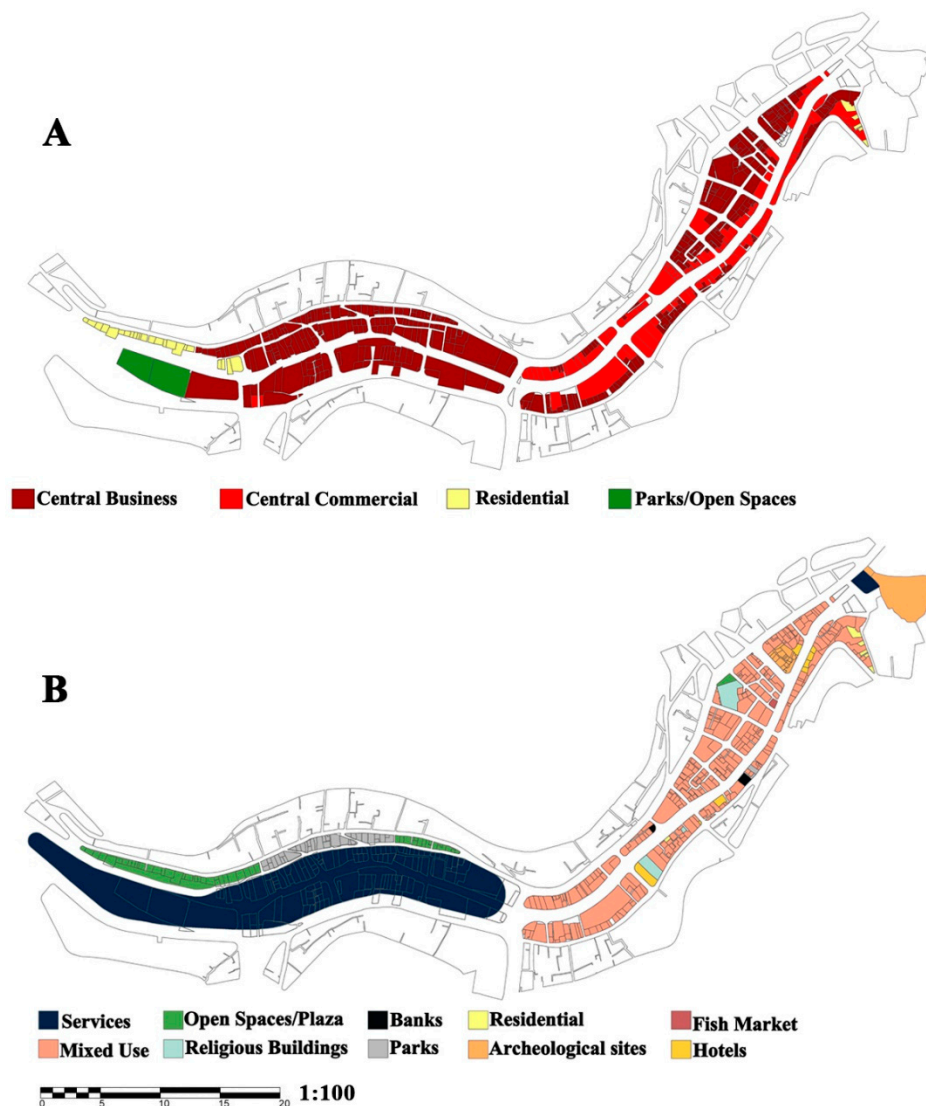 A
Central Business Central Commercial Residential Parks/Open Spaces
B
Services Open Spaces/Plaza Banks Residential Fish Market
Mixed Use Religious Buildings Parks Archeological sites Hotels
1:100
0 5 10 15 20